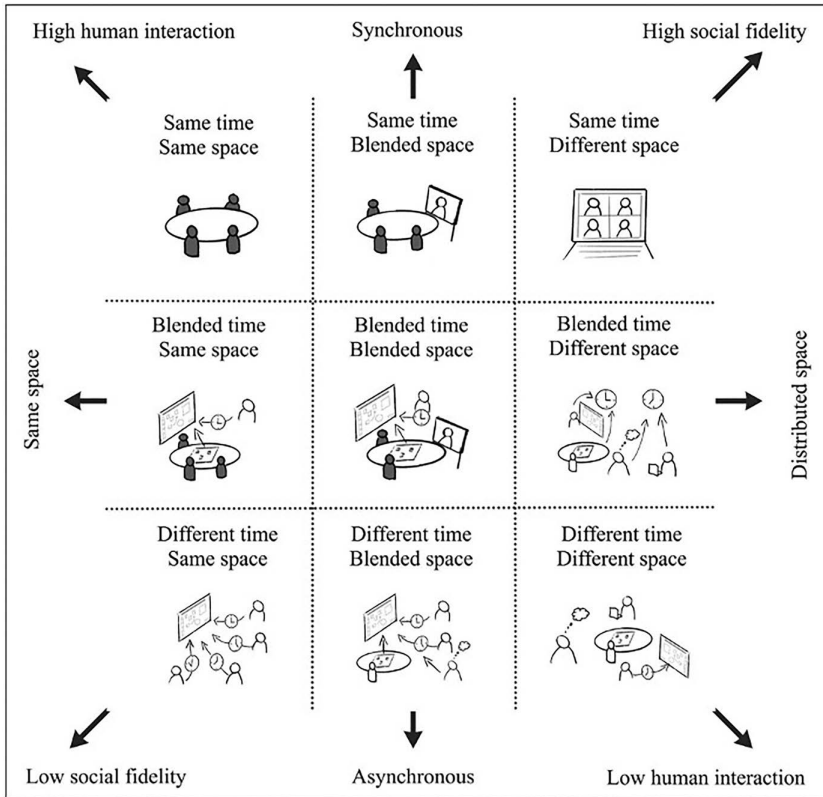 High human interaction
Synchronous
High social fidelity
Same time
Same space
Same time
Blended space
Same time
Different space
Same space
Blended time
Same space
Blended time
Blended space
Blended time
Different space
Distributed space
Different time
Same space
Different time
Blended space
Different time
Different space
Low social fidelity
Asynchronous
Low human interaction